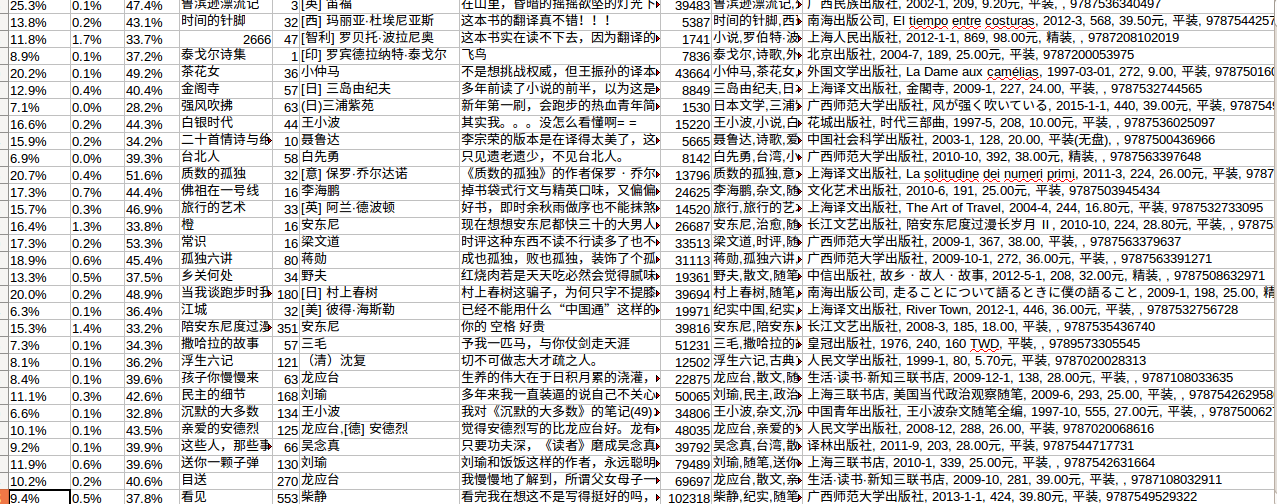 25.3% 0.1% 47.4% 鲁滨逊漂流记 3 [英] 笛福 在山里，昏暗的摇摇欲坠的灯光下 39483 广西民族出版社, 2002-1, 209, 9.20元, 平装, 9787536340497
13.8% 0.2% 43.1% 时间的针脚 32 [西] 玛丽亚·杜埃尼亚斯 这本书的翻译真不错！！！ 5387 小说,西 南海出版公司, El tiempo entre costuras, 2012-3, 568, 39.50元, 平装, 9787544257
11.8% 1.7% 33.7% 2666 47 [智利] 罗贝托·波拉尼奥 这本书实在读不下去，因为翻译的 1741 小说,罗伯特·波 上海人民出版社, 2012-1-1, 869, 98.00元, 精装, , 9787208102019
8.9% 0.1% 37.2% 泰戈尔诗集 1 [印] 罗宾德拉纳特·泰戈尔 飞鸟 7836 泰戈尔,诗歌,外 北京出版社, 2004-7, 189, 25.00元, 平装, 9787200053975
20.2% 0.1% 49.2% 茶花女 36 小仲马 不是想挑战权威，但王振孙的译本 43664 小仲马,茶花女, 外国文学出版社, La Dame aux camélias, 1997-03-01, 272, 9.00, 平装, 9787501600
12.9% 0.4% 40.4% 金阁寺 57 [日] 三岛由纪夫 多年前读了小说的前半，以为这是 8849 三岛由纪夫,日 上海译文出版社, 金閣寺, 2009-1, 227, 24.00, 平装, 9787532744565
7.1% 0.0% 28.2% 强风吹拂 63 (日)三浦紫苑 新年第一刷，会跑步的热血青年简 1530 日本文学,三浦 广西师范大学出版社, 风が强く吹いている, 2015-1-1, 440, 39.00元, 平装, 978754
16.6% 0.2% 44.3% 白银时代 44 王小波 其实我。。。没怎么看懂啊= = 15220 王小波,小说,白 花城出版社, 时代三部曲, 1997-5, 208, 10.00元, 平装, , 9787536025097
15.9% 0.2% 34.2% 二十首情诗与绝 10 聂鲁达 李宗荣的版本是在译得太美了，这 5665 聂鲁达,诗歌,爱 中国社会科学出版社, 2003-1, 128, 20.00, 平装(无盘), 9787500436966
6.9% 0.0% 39.3% 台北人 58 白先勇 只见遗老遗少，不见台北人。 8142 白先勇,台湾,小 广西师范大学出版社, 2010-10, 392, 38.00元, 精装, , 9787563397648
20.7% 0.4% 51.6% 质数的孤独 32 [意] 保罗·乔尔达诺 《质数的孤独》的作者保罗·乔尔 13796 质数的孤独,意 上海译文出版社, La solitudine dei numeri primi, 2011-3, 224, 26.00元, 平装, 9787
17.3% 0.7% 44.4% 佛祖在一号线 16 李海鹏 掉书袋式行文与精英口味，又偏偏 24625 李海鹏,杂文,随 文化艺术出版社, 2010-6, 191, 25.00元, 平装, 9787503945434
15.7% 0.3% 46.9% 旅行的艺术 33 [英] 阿兰·德波顿 好书，即时余秋雨做序也不能抹煞 14520 旅行,旅行的艺 上海译文出版社, The Art of Travel, 2004-4, 244, 16.80元, 平装, 9787532733095
16.4% 1.3% 33.8% 橙 16 安东尼 现在想想安东尼都快三十的大男人 26687 安东尼,治愈,随 长江文艺出版社, 陪安东尼度过漫长岁月 II, 2010-10, 224, 28.80元, 平装, 97875
17.3% 0.2% 53.3% 常识 16 梁文道 时评这种东西不读不行读多了也不 33513 梁文道,时评,随 广西师范大学出版社, 2009-1, 367, 38.00, 平装, , 9787563379637
18.9% 0.6% 45.4% 孤独六讲 80 蒋勋 成也孤独，败也孤独，装饰了个孤 31113 蒋勋,孤独六讲 广西师范大学出版社, 2009-10-1, 272, 36.00元, 平装, 9787563391271
13.3% 0.5% 37.5% 乡关何处 34 野夫 红烧肉若是天天吃必然会觉得腻味 19361 野夫,散文,随笔 中信出版社, 故乡·故人·故事, 2012-5-1, 208, 32.00元, 平装, 9787508632971
20.0% 0.2% 48.9% 当我谈跑步时我 180 [日] 村上春树 村上春树这骗子，为何只字不提膝 39694 村上春树,随笔 南海出版公司, 走ることについて語るときに僕の語ること, 2009-1, 198, 25.00, 精
6.3% 0.1% 36.4% 江城 32 [美] 彼得·海斯勒 已经不能用什么“中国通”这样的 19971 纪实中国,纪实 上海译文出版社, River Town, 2012-1, 446, 36.00元, 平装, 9787532756728
15.3% 1.4% 33.2% 陪安东尼度过漫 351 安东尼 你的 空格 好贵 39816 安东尼,陪安东 长江文艺出版社, 2008-3, 185, 18.00, 平裝, , 9787535436740
7.3% 0.1% 34.3% 撒哈拉的故事 57 三毛 予我一匹马，与你仗剑走天涯 51231 三毛,撒哈拉的 皇冠出版社, 1976, 240, 160 TWD, 平裝, , 9789573305545
8.1% 0.1% 36.2% 浮生六记 121 （清）沈复 切不可做志大才疏之人。 12502 浮生六记,古典 人民文学出版社, 1999-1, 80, 5.70元, 平装, 9787020028313
8.4% 0.1% 39.6% 孩子你慢慢来 63 龙应台 生养的伟大在于日积月累的浇灌， 22875 龙应台,散文,随 生活·读书·新知三联书店, 2009-12-1, 138, 28.00元, 平装, , 9787108033635
11.1% 0.3% 42.6% 民主的细节 168 刘瑜 多年来我一直装逼的说自己不关心 50065 刘瑜,民主,政治 上海三联书店, 美国当代政治观察随笔, 2009-6, 293, 25.00, 平装, 9787542629586
6.6% 0.1% 32.8% 沉默的大多数 134 王小波 我对《沉默的大多数》的笔记(49) 34806 王小波,杂文,沉 中国青年出版社, 王小波杂文随笔全编, 1997-10, 555, 27.00元, 平装, 978750062
10.1% 0.1% 43.5% 亲爱的安德烈 125 龙应台,[德] 安德烈 觉得安德烈写的比龙应台好。龙有 48035 龙应台,亲爱的 人民文学出版社, 2008-12, 288, 26.00, 平装, , 9787020068616
9.2% 0.1% 39.9% 这些人，那些事 66 吴念真 只要功夫深，《读者》磨成吴念真 39792 吴念真,台湾,散 译林出版社, 2011-9, 203, 28.00元, 平装, 9787544717731
11.9% 0.6% 39.6% 送你一颗子弹 130 刘瑜 刘瑜和饭饭这样的作者，永远聪明 79489 刘瑜,随笔,送你 上海三联书店, 2010-1, 339, 25.00元, 平装, 9787542631664
10.2% 0.2% 40.6% 目送 270 龙应台 我慢慢地了解到，所谓父女母子一 69697 龙应台,散文,亲 生活·读书·新知三联书店, 2009-10, 281, 39.00元, 平装, 9787108032911
9.4% 0.5% 37.8% 看见 553 柴静 看完我在想这不是写得挺好的吗， 102318 柴静,纪实,随笔 广西师范大学出版社, 2013-1-1, 424, 39.80元, 平装, 9787549529322